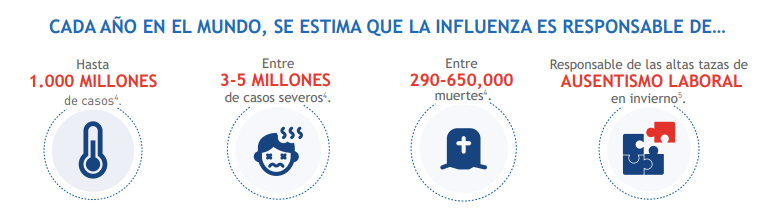 CADA AÑO EN EL MUNDO, SE ESTIMA QUE LA INFLUENZA ES RESPONSABLE DE...
Hasta
1.000 MILLONES
de casos⁴.
Entre
3-5 MILLONES
de casos severos⁴.
Entre
290-650,000
muertes⁴.
Responsable de las altas tazas de
AUSENTISMO LABORAL
en invierno⁵.